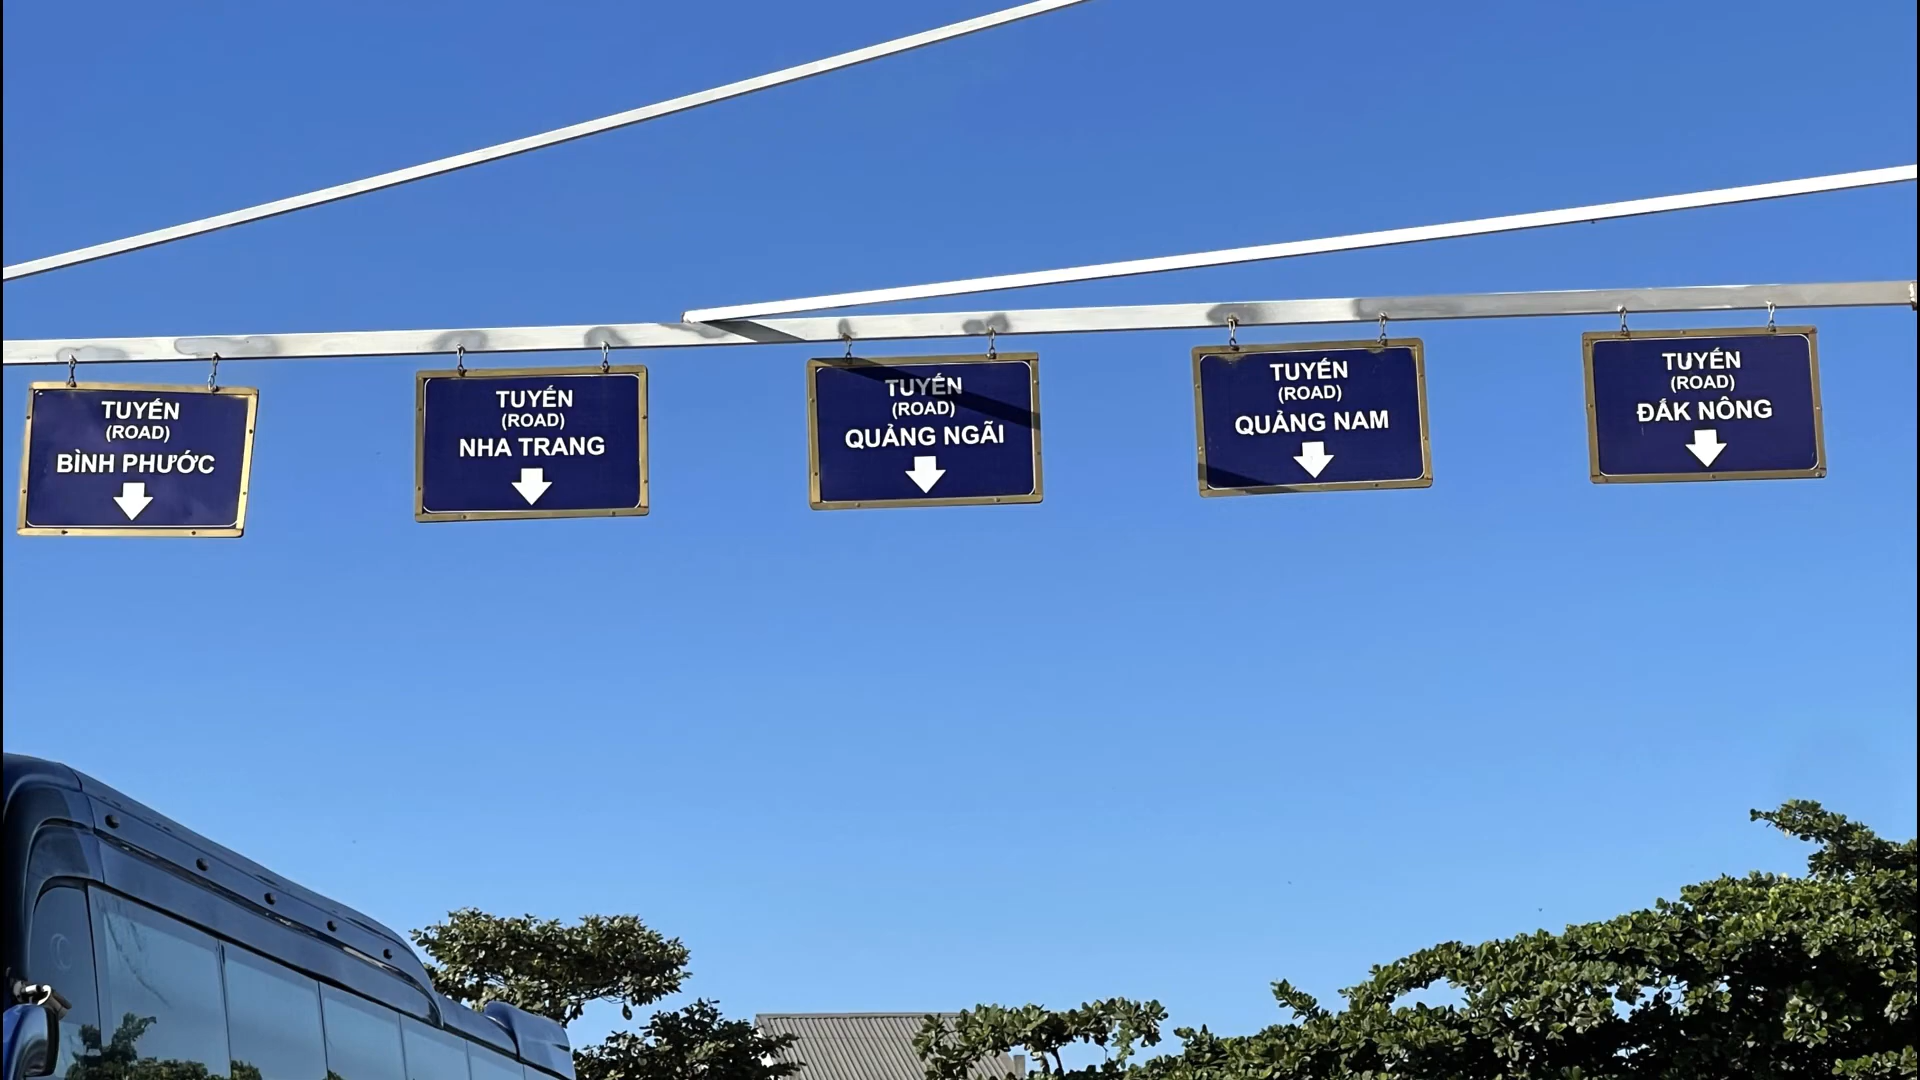 TUYẾN
(ROAD)
BÌNH PHƯỚC
TUYẾN
(ROAD)
NHA TRANG
TUYẾN
(ROAD)
QUẢNG NGÃI
TUYẾN
(ROAD)
QUẢNG NAM
TUYẾN
(ROAD)
ĐẮK NÔNG